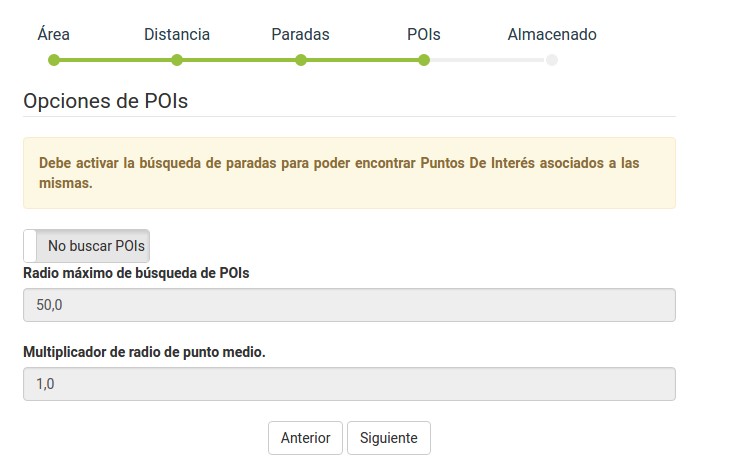 Área Distancia Paradas POIs Almacenado
Opciones de POIs
Debe activar la búsqueda de paradas para poder encontrar Puntos De Interés asociados a las
mismas.
No buscar POIs
Radio máximo de búsqueda de POIs
50,0
Multiplicador de radio de punto medio.
1,0
Anterior Siguiente